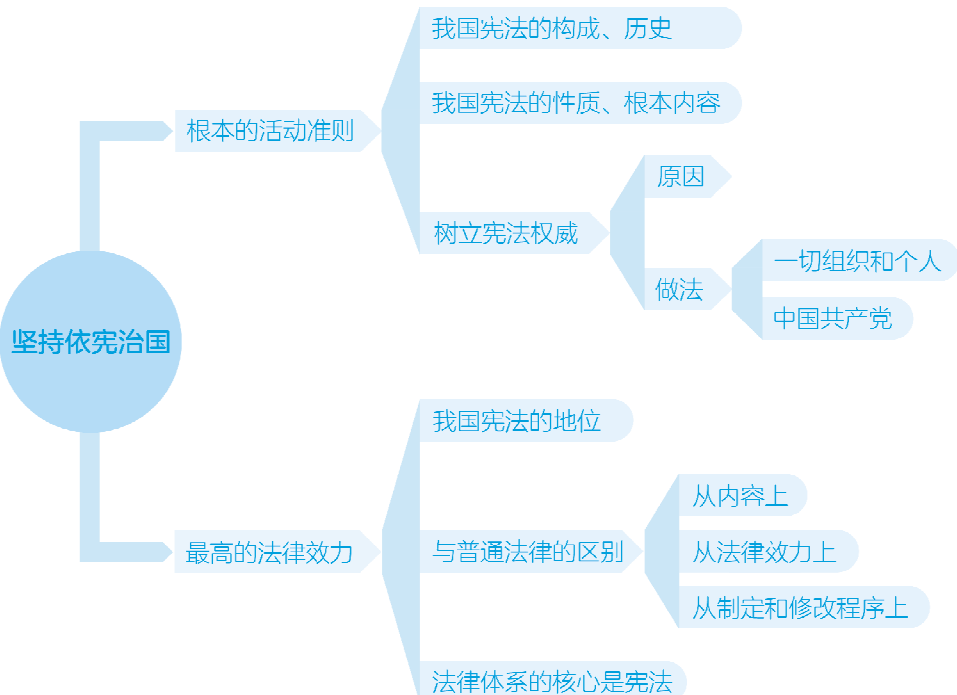 坚持依宪治国
根本的活动准则
我国宪法的构成、历史
我国宪法的性质、根本内容
树立宪法权威
原因
做法
一切组织和个人
中国共产党
最高的法律效力
我国宪法的地位
与普通法律的区别
从内容上
从法律效力上
从制定和修改程序上
法律体系的核心是宪法